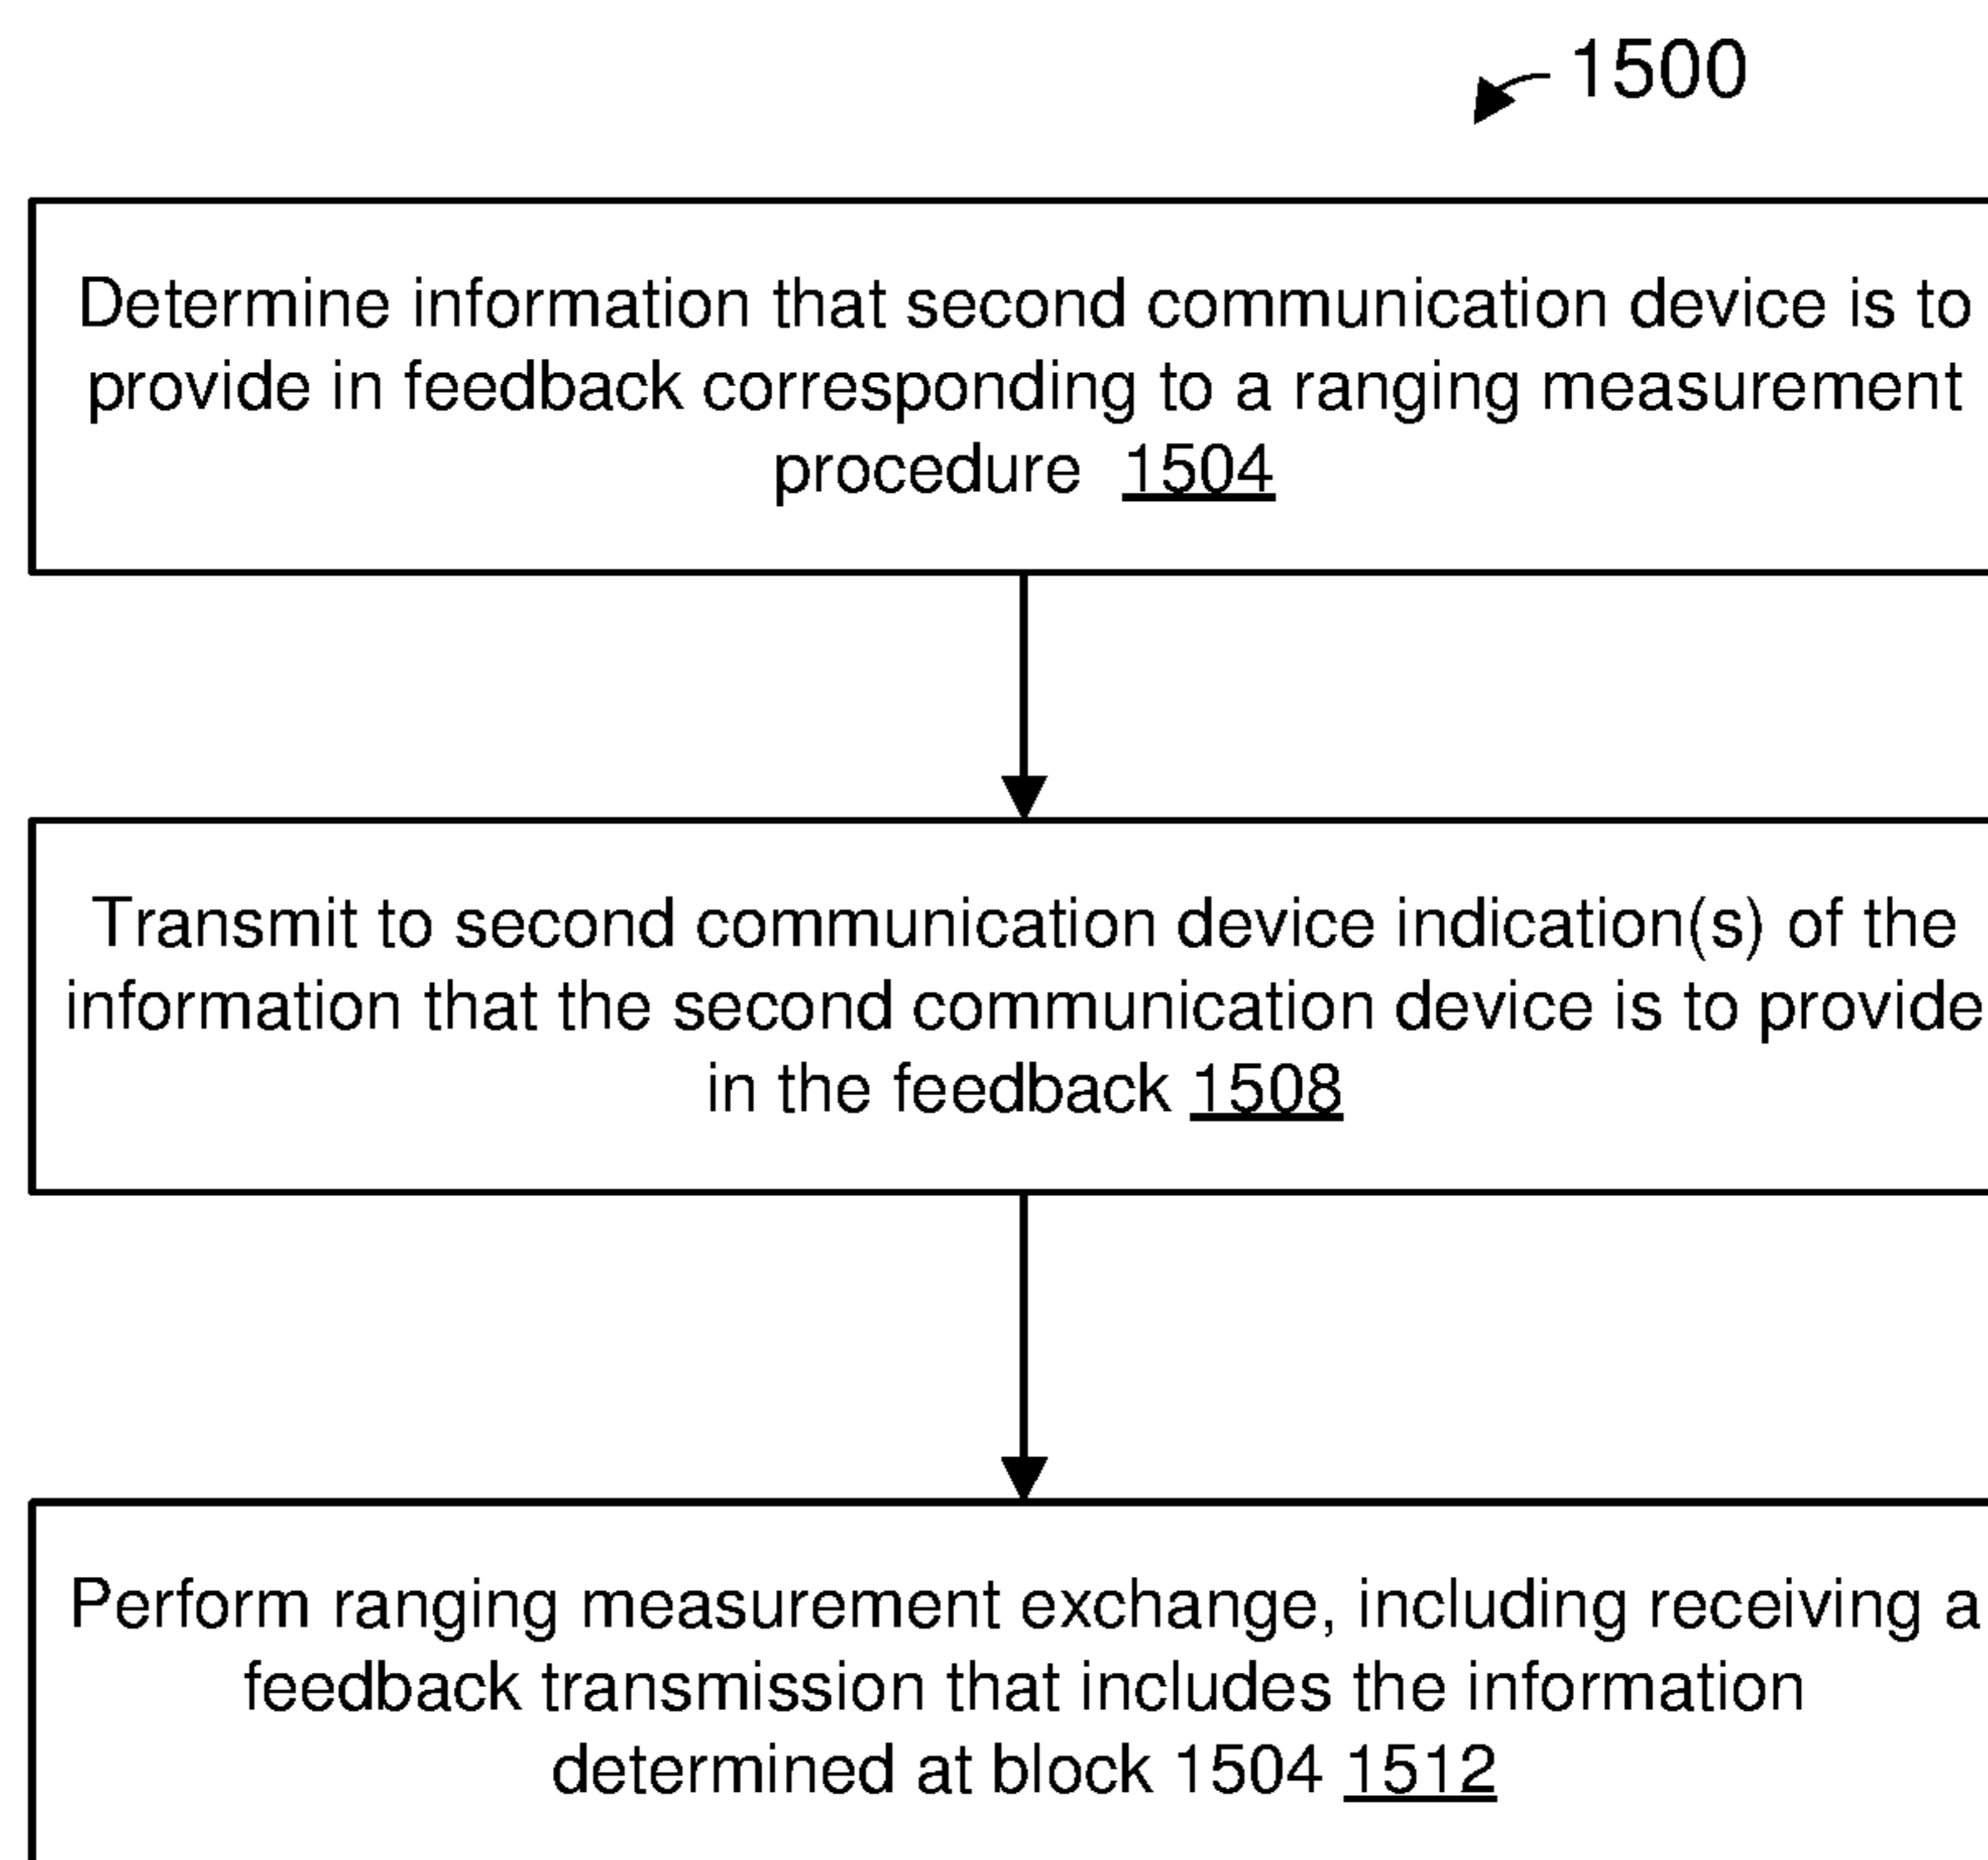 1500
Determine information that second communication device is to
provide in feedback corresponding to a ranging measurement
procedure 1504
Transmit to second communication device indication(s) of the
information that the second communication device is to provide
in the feedback 1508
Perform ranging measurement exchange, including receiving a
feedback transmission that includes the information
determined at block 1504 1512